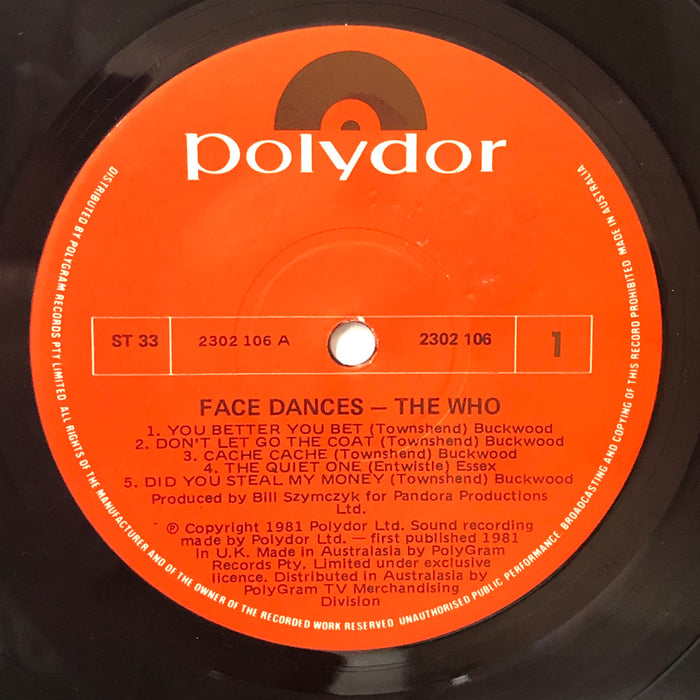 polydor
ST 33
2302 106 A
2302 106
1
FACE DANCES – THE WHO
1. YOU BETTER YOU BET (Townshend) Buckwood
2. DON'T LET GO THE COAT (Townshend) Buckwood
3. CACHE CACHE (Townshend) Buckwood
4. THE QUIET ONE (Entwistle) Essex
5. DID YOU STEAL MY MONEY (Townshend) Buckwood
Produced by Bill Szymczyk for Pandora Productions
Ltd.
℗ Copyright 1981 Polydor Ltd. Sound recording
made by Polydor Ltd. — first published 1981
in U.K. Made in Australasia by PolyGram
Records Pty. Limited under exclusive
licence. Distributed in Australasia by
PolyGram TV Merchandising
Division
DISTRIBUTED BY POLYGRAM RECORDS PTY LIMITED ALL RIGHTS OF THE MANUFACTURER AND OF THE OWNER OF THE RECORDED WORK RESERVED UNAUTHORISED PUBLIC PERFORMANCE BROADCASTING AND COPYING OF THIS RECORD PROHIBITED MADE IN AUSTRALIA